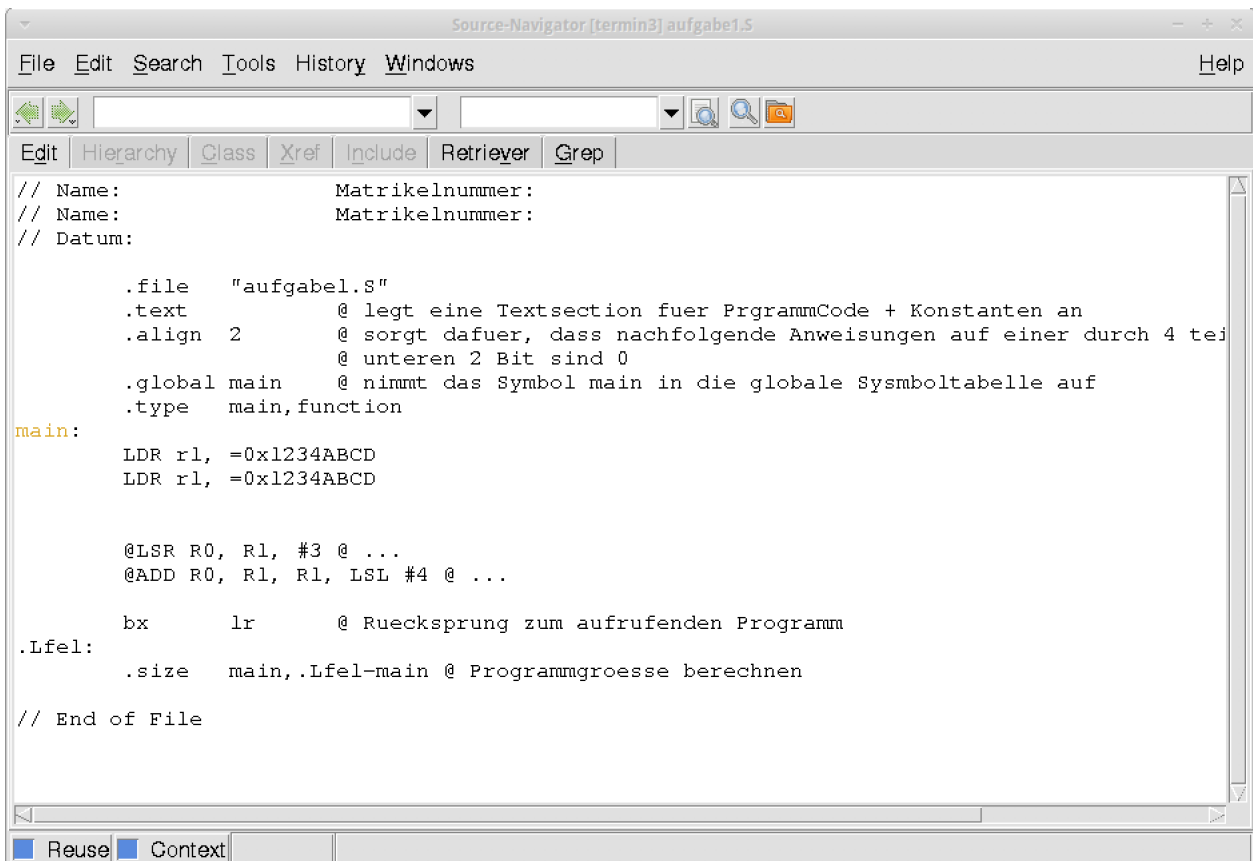 Source-Navigator [termin3] aufgabe1.S
File Edit Search Tools History Windows Help
Edit Hierarchy Class Xref Include Retriever Grep
// Name: Matrikelnummer:
// Name: Matrikelnummer:
// Datum:
.file "aufgabe1.S"
.text @ legt eine Textsection fuer PrgrammCode + Konstanten an
.align 2 @ sorgt dafuer, dass nachfolgende Anweisungen auf einer durch 4 tei
@ unteren 2 Bit sind 0
.global main @ nimmt das Symbol main in die globale Sysmboltabelle auf
.type main,function
main:
LDR r1, =0x1234ABCD
LDR r1, =0x1234ABCD
@LSR R0, R1, #3 @ ...
@ADD R0, R1, R1, LSL #4 @ ...
bx lr @ Ruecksprung zum aufrufenden Programm
.Lfe1:
.size main,.Lfe1-main @ Programmgroesse berechnen
// End of File
Reuse Context